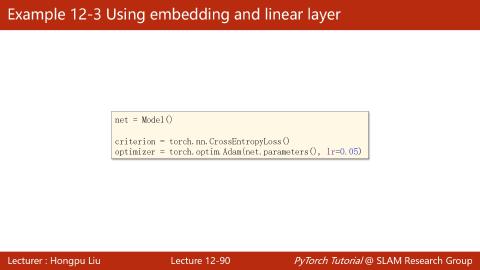 Example 12-3 Using embedding and linear layer
net = Model()
criterion = torch.nn.CrossEntropyLoss()
optimizer = torch.optim.Adam(net.parameters(), lr=0.05)
Lecturer : Hongpu Liu
Lecture 12-90
PyTorch Tutorial @ SLAM Research Group